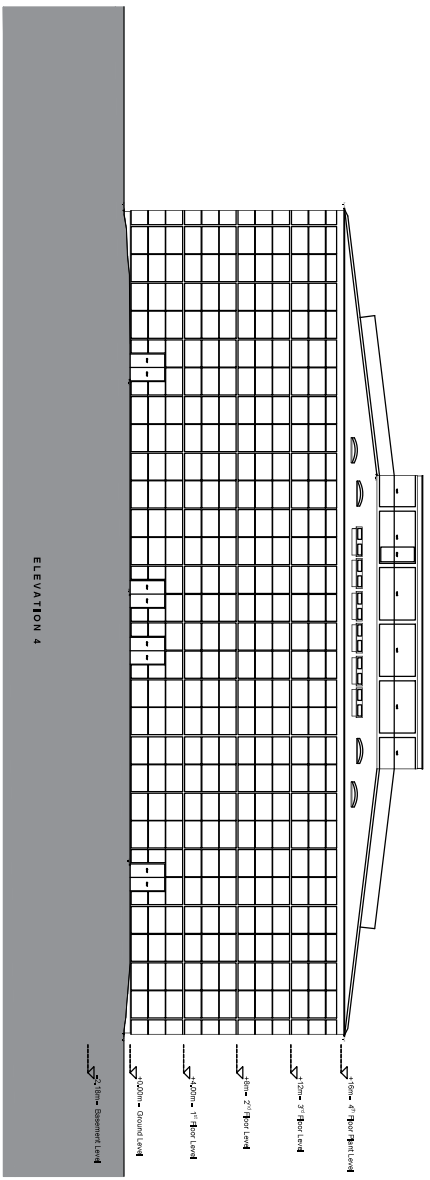 +16m - 4th Floor Plant Level
+12m - 3rd Floor Level
+8m - 2nd Floor Level
+4.00m - 1st Floor Level
+0.00m - Ground Level
-2.18m - Basement Level
ELEVATION 4